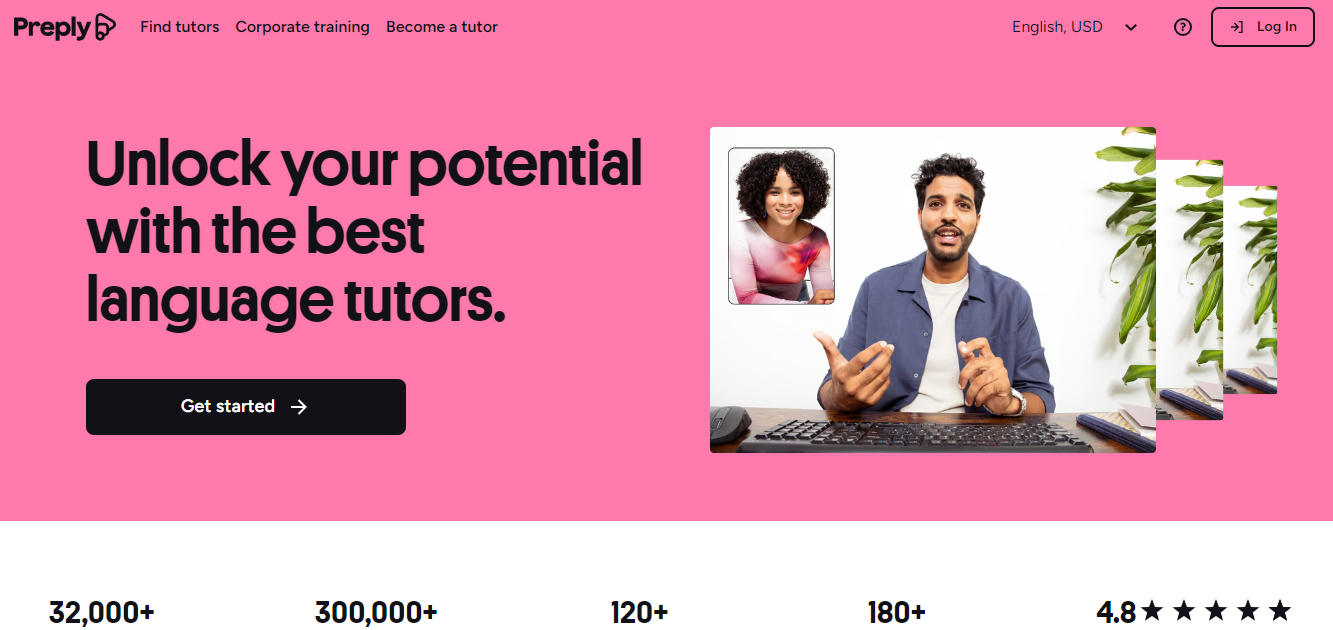 Preply
Find tutors
Corporate training
Become a tutor
English, USD
Log In
Unlock your potential
with the best
language tutors.
Get started
32,000+
300,000+
120+
180+
4.8